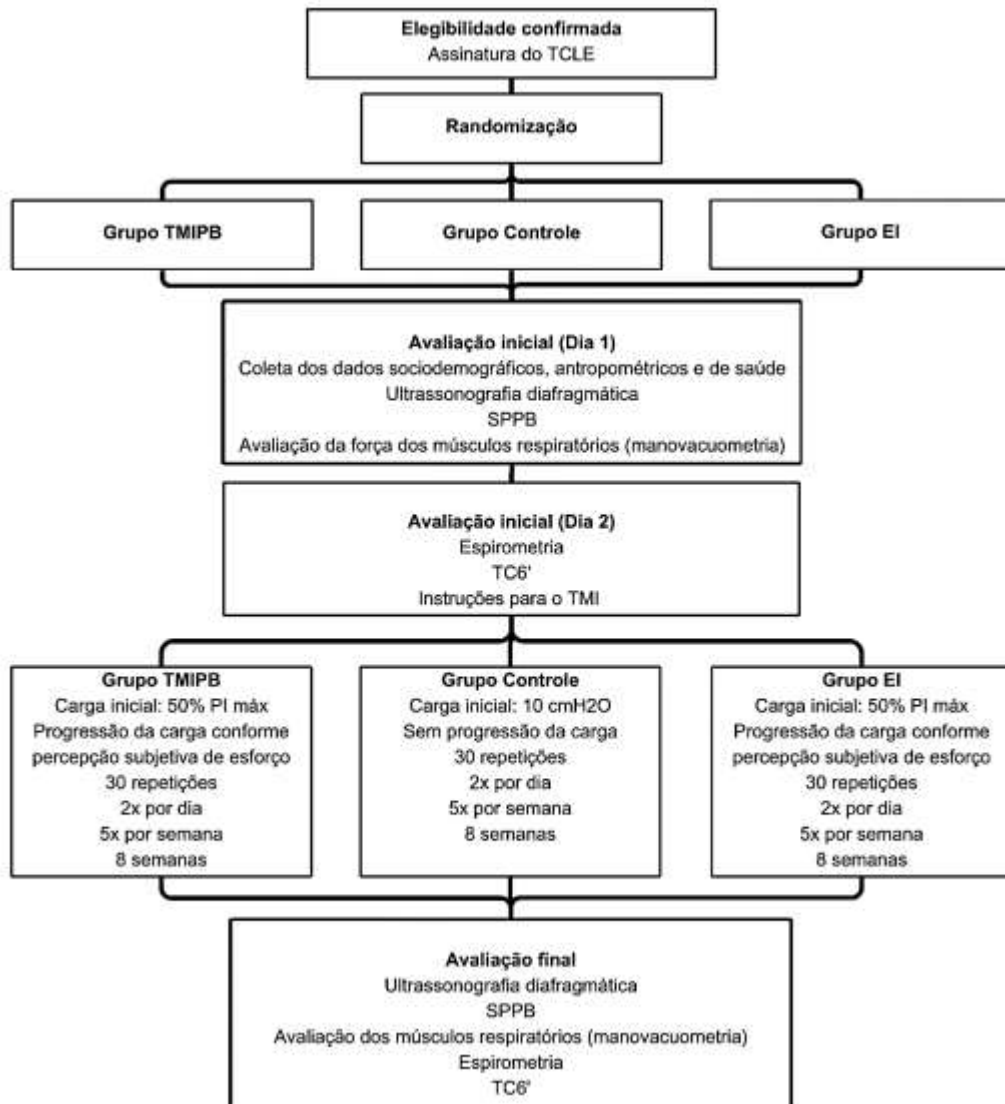 Elegibilidade confirmada
Assinatura do TCLE
Randomização
Grupo TMIPB
Grupo Controle
Grupo EI
Avaliação inicial (Dia 1)
Coleta dos dados sociodemográficos, antropométricos e de saúde
Ultrassonografia diafragmática
SPPB
Avaliação da força dos músculos respiratórios (manovacuometria)
Avaliação inicial (Dia 2)
Espirometria
TC6'
Instruções para o TMI
Grupo TMIPB
Carga inicial: 50% PI máx
Progressão da carga conforme
percepção subjetiva de esforço
30 repetições
2x por dia
5x por semana
8 semanas
Grupo Controle
Carga inicial: 10 cmH2O
Sem progressão da carga
30 repetições
2x por dia
5x por semana
8 semanas
Grupo EI
Carga inicial: 50% PI máx
Progressão da carga conforme
percepção subjetiva de esforço
30 repetições
2x por dia
5x por semana
8 semanas
Avaliação final
Ultrassonografia diafragmática
SPPB
Avaliação dos músculos respiratórios (manovacuometria)
Espirometria
TC6'